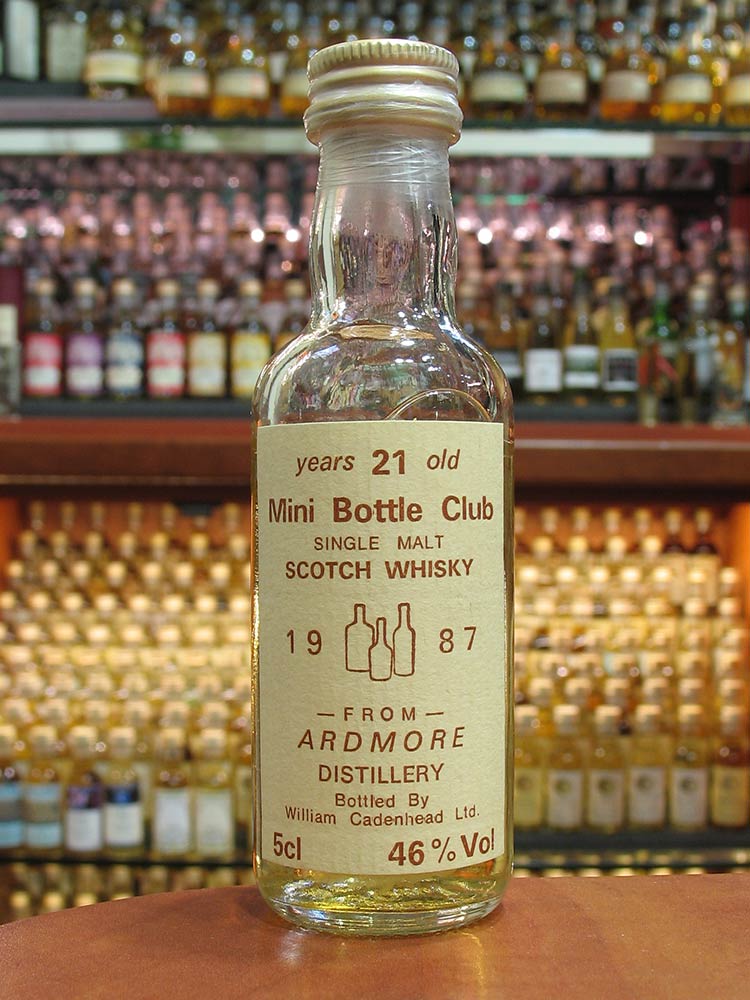 years 21 old
Mini Bottle Club
SINGLE MALT
SCOTCH WHISKY
19 87
—FROM—
ARDMORE
DISTILLERY
Bottled By
William Cadenhead Ltd.
5cl 46% Vol